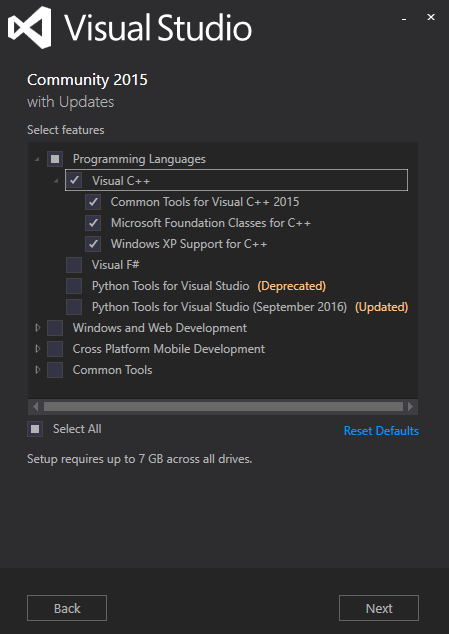 Visual Studio
Community 2015
with Updates
Select features
Programming Languages
Visual C++
Common Tools for Visual C++ 2015
Microsoft Foundation Classes for C++
Windows XP Support for C++
Visual F#
Python Tools for Visual Studio (Deprecated)
Python Tools for Visual Studio (September 2016) (Updated)
Windows and Web Development
Cross Platform Mobile Development
Common Tools
Select All Reset Defaults
Setup requires up to 7 GB across all drives.
Back Next